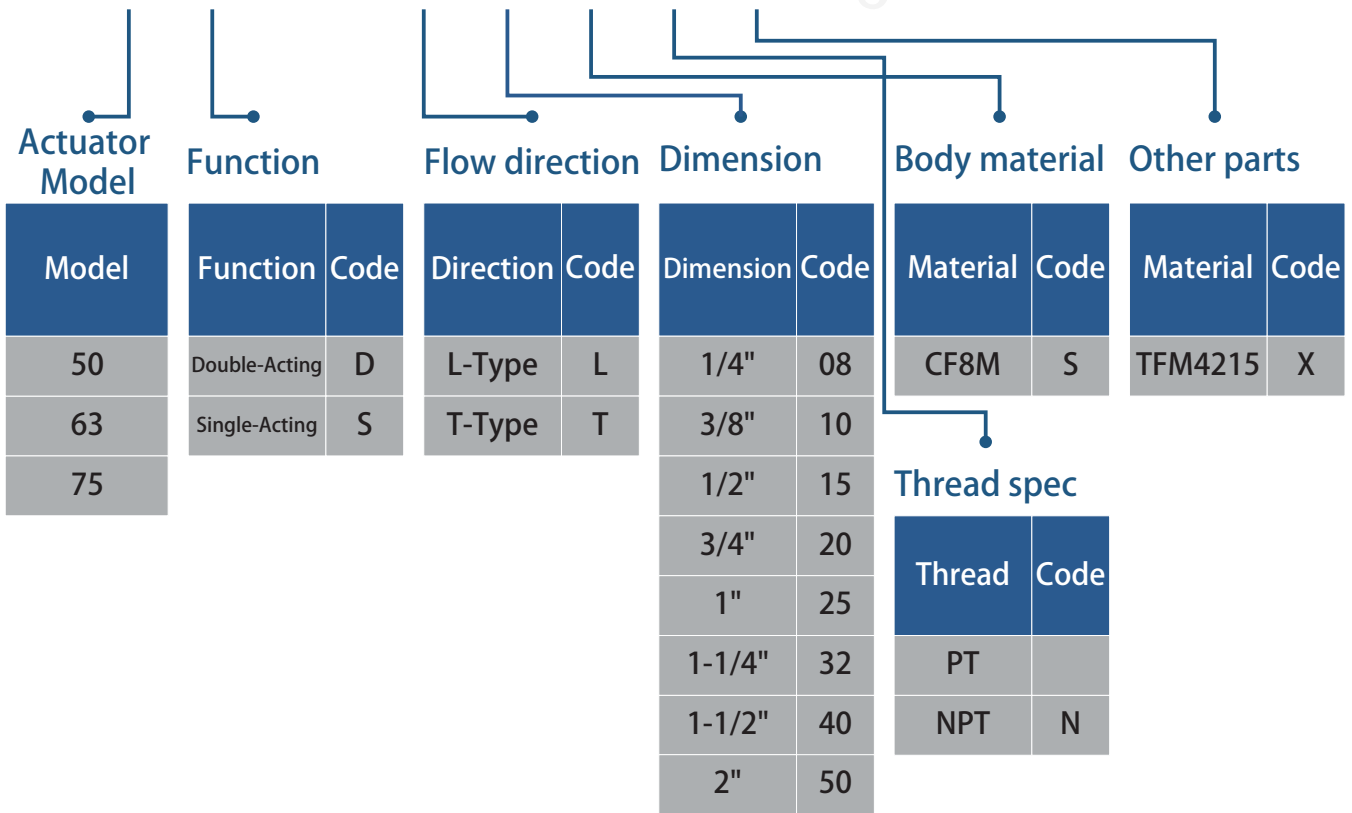 Actuator Model
Function
Flow direction
Dimension
Body material
Other parts
Model
50
63
75
Function Code
Double-Acting D
Single-Acting S
Direction Code
L-Type L
T-Type T
Dimension Code
1/4" 08
3/8" 10
1/2" 15
3/4" 20
1" 25
1-1/4" 32
1-1/2" 40
2" 50
Material Code
CF8M S
Material Code
TFM4215 X
Thread spec
Thread Code
PT
NPT N